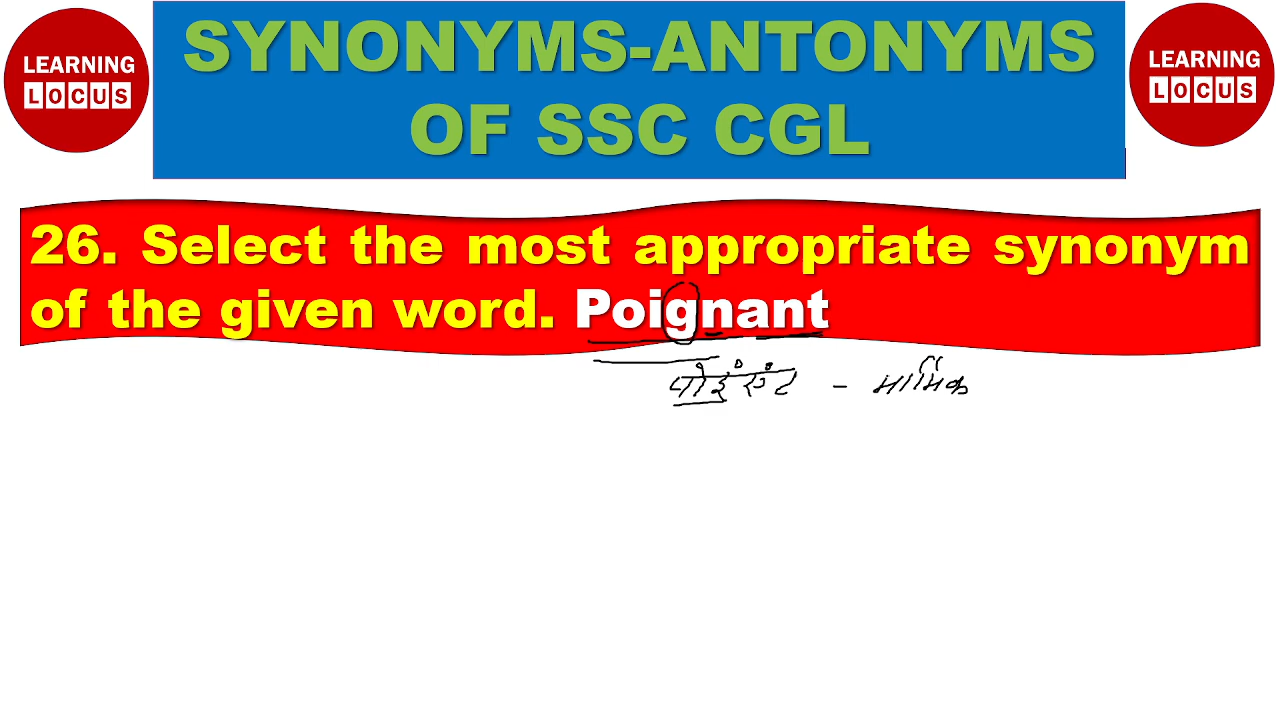 LEARNING
LOCUS
SYNONYMS-ANTONYMS
OF SSC CGL
LEARNING
LOCUS
26. Select the most appropriate synonym
of the given word. Poignant
- मार्मिक